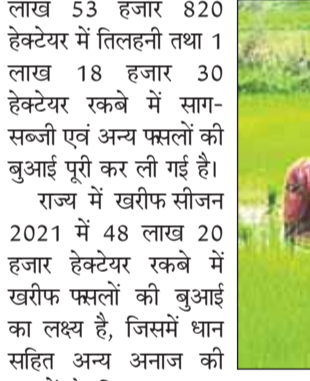 लाख 53 हजार 820
हेक्टेयर में तिलहनी तथा 1
लाख 18 हजार 30
हेक्टेयर रकबे में साग-
सब्जी एवं अन्य फसलों की
बुआई पूरी कर ली गई है।
राज्य में खरीफ सीजन
2021 में 48 लाख 20
हजार हेक्टेयर रकबे में
खरीफ फसलों की बुआई
का लक्ष्य है, जिसमें धान
सहित अन्य अनाज की